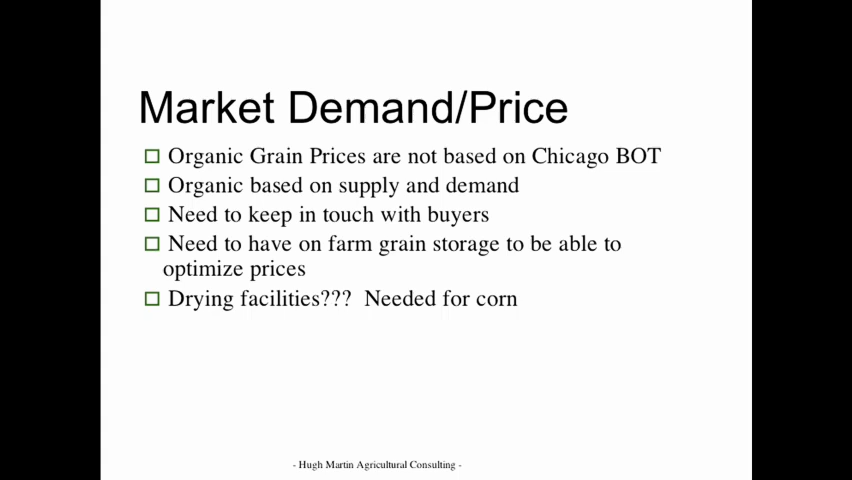 Market Demand/Price
Organic Grain Prices are not based on Chicago BOT
Organic based on supply and demand
Need to keep in touch with buyers
Need to have on farm grain storage to be able to
optimize prices
Drying facilities???  Needed for corn
- Hugh Martin Agricultural Consulting -